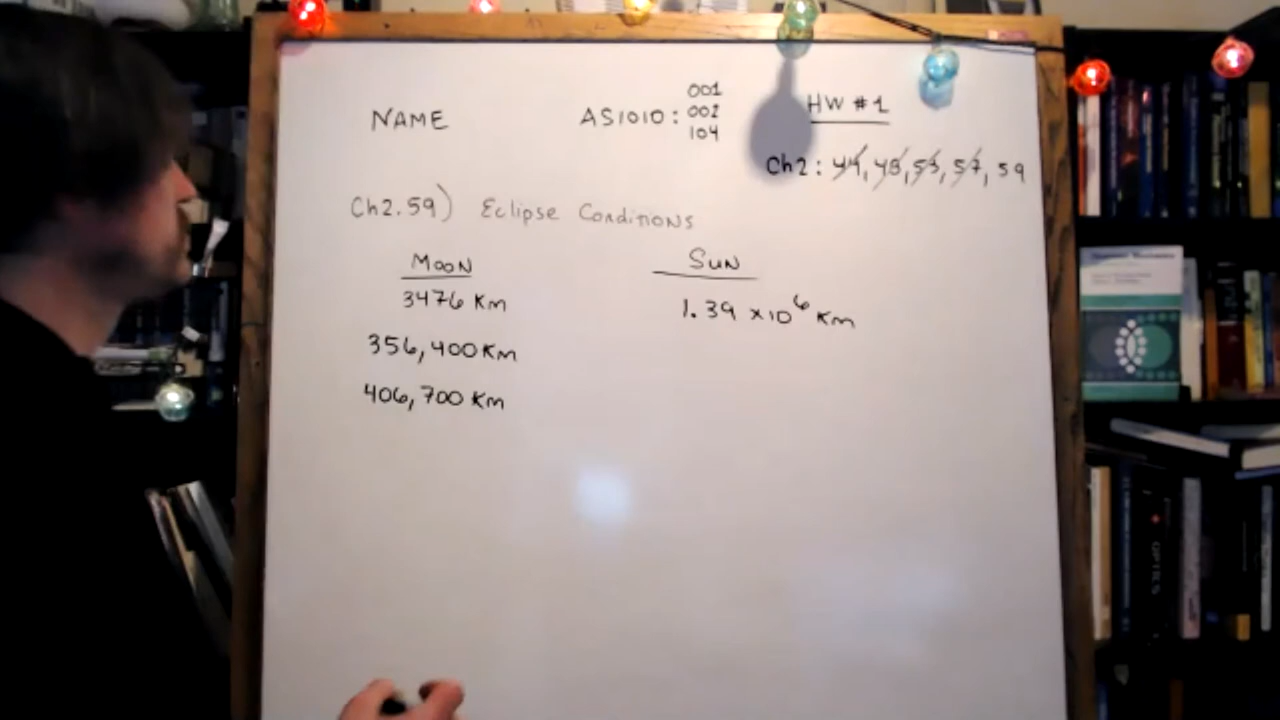 NAME
AS1010: 001
002
104
HW #1
Ch2: 44, 48, 53, 57, 59
Ch2.59) Eclipse Conditions
MOON
3476 Km
356,400 Km
406,700 Km
SUN
1.39 x10⁶ Km
OPTICS